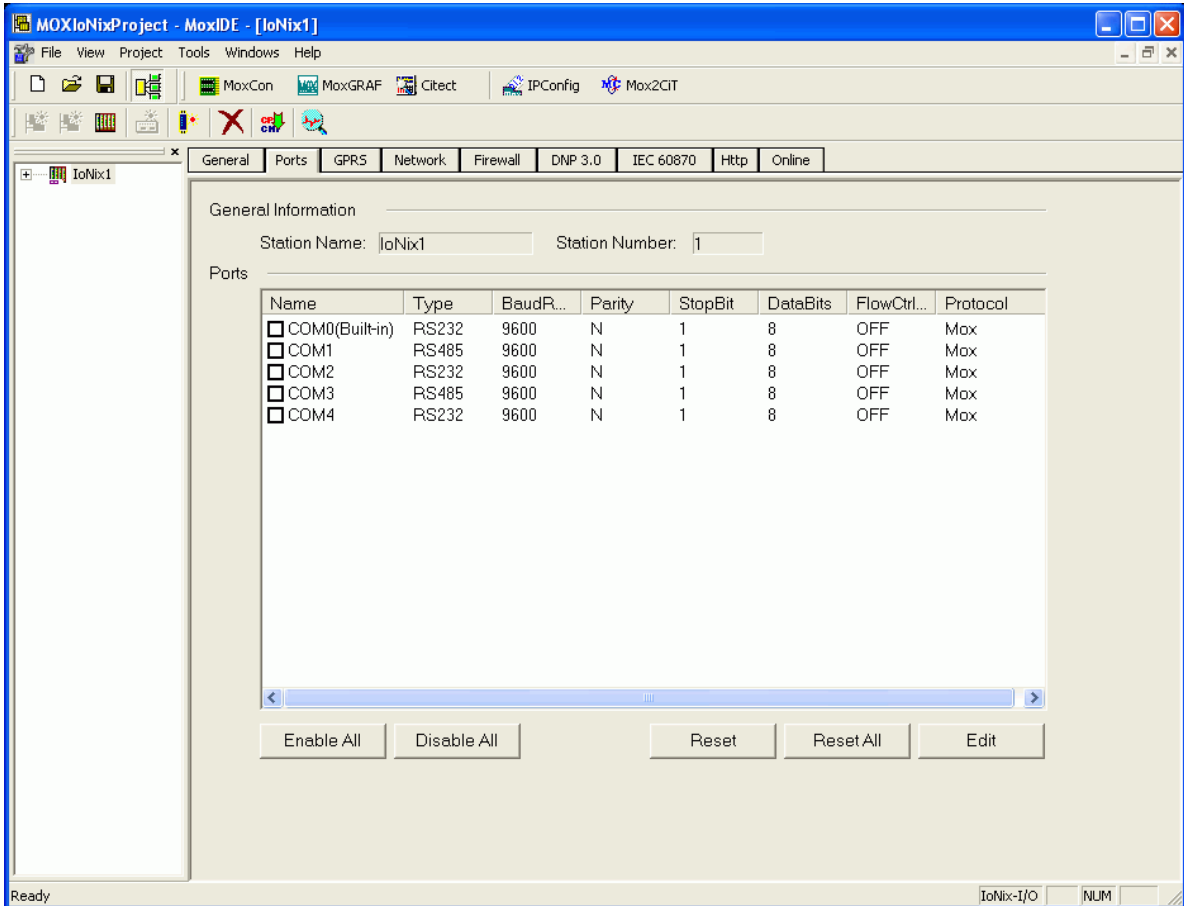 MOXIoNixProject - MoxIDE - [IoNix1]
File View Project Tools Windows Help
MoxCon MoxGRAF Citect IPConfig Mox2CiT
IoNix1
General Ports GPRS Network Firewall DNP 3.0 IEC 60870 Http Online
General Information
Station Name: IoNix1 Station Number: 1
Ports
Name Type BaudR... Parity StopBit DataBits FlowCtrl... Protocol
COM0(Built-in) RS232 9600 N 1 8 OFF Mox
COM1 RS485 9600 N 1 8 OFF Mox
COM2 RS232 9600 N 1 8 OFF Mox
COM3 RS485 9600 N 1 8 OFF Mox
COM4 RS232 9600 N 1 8 OFF Mox
Enable All Disable All Reset Reset All Edit
Ready IoNix-I/O NUM